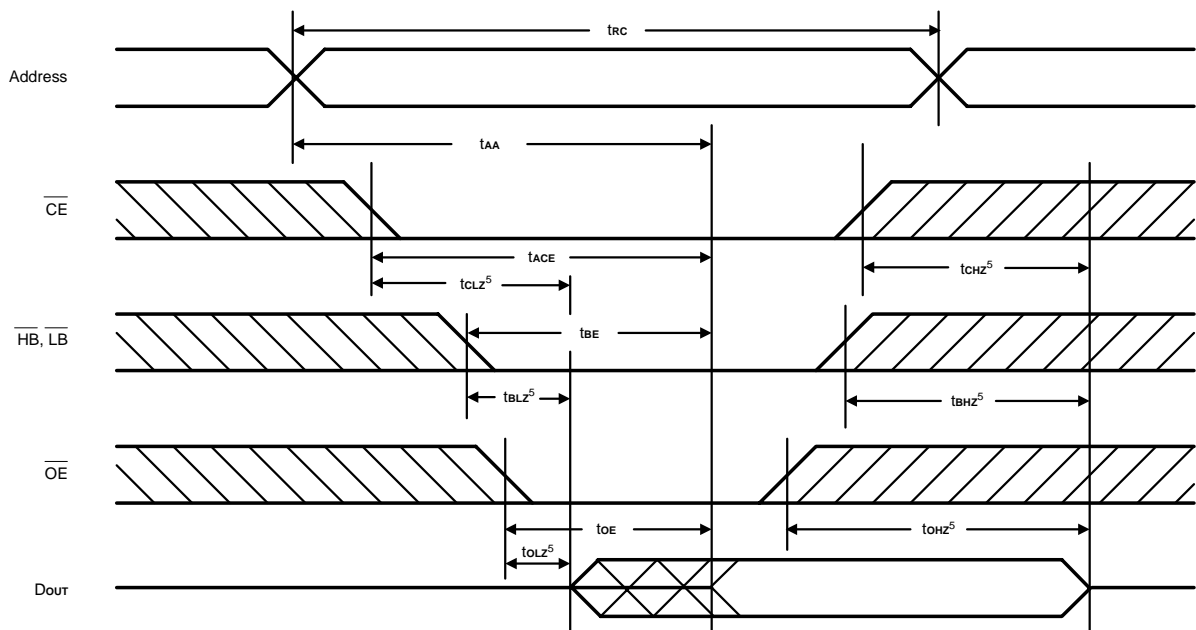 tRC
Address
tAA
CE
tACE
tCHZ5
tCLZ5
HB, LB
tBE
tBLZ5
tBHZ5
OE
tOE
tOHZ5
tOLZ5
DOUT